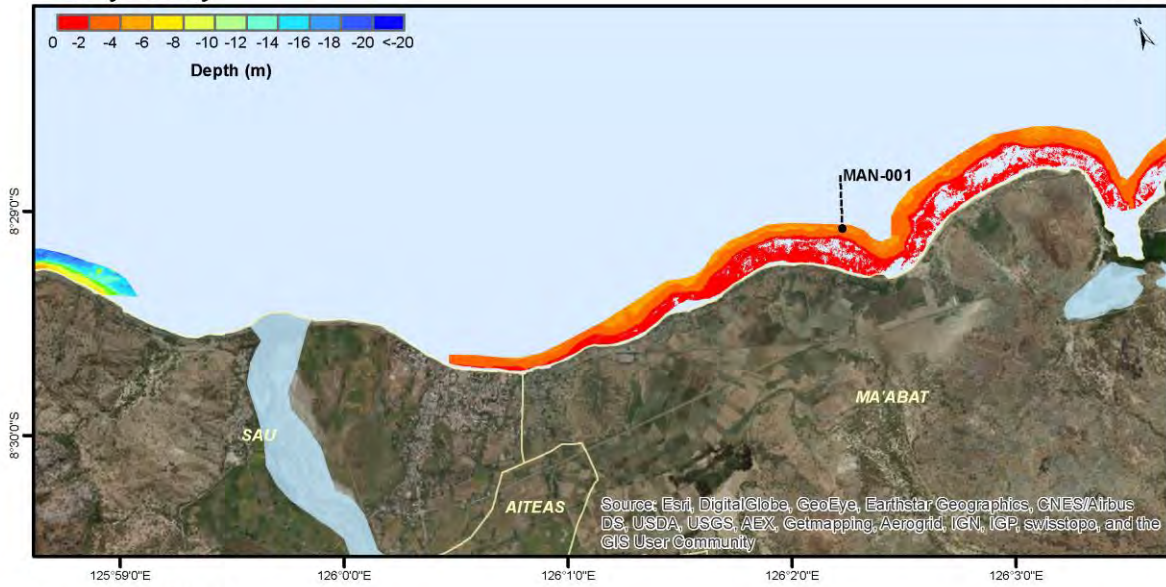 0 -2 -4 -6 -8 -10 -12 -14 -16 -18 -20 <-20
Depth (m)
N
MAN-001
8°29'0"S
MA'ABAT
8°30'0"S
SAU
AITEAS
Source: Esri, DigitalGlobe, GeoEye, Earthstar Geographics, CNES/Airbus
DS, USDA, USGS, AEX, Getmapping, Aerogrid, IGN, IGP, swisstopo, and the
GIS User Community
125°59'0"E 126°0'0"E 126°1'0"E 126°2'0"E 126°3'0"E